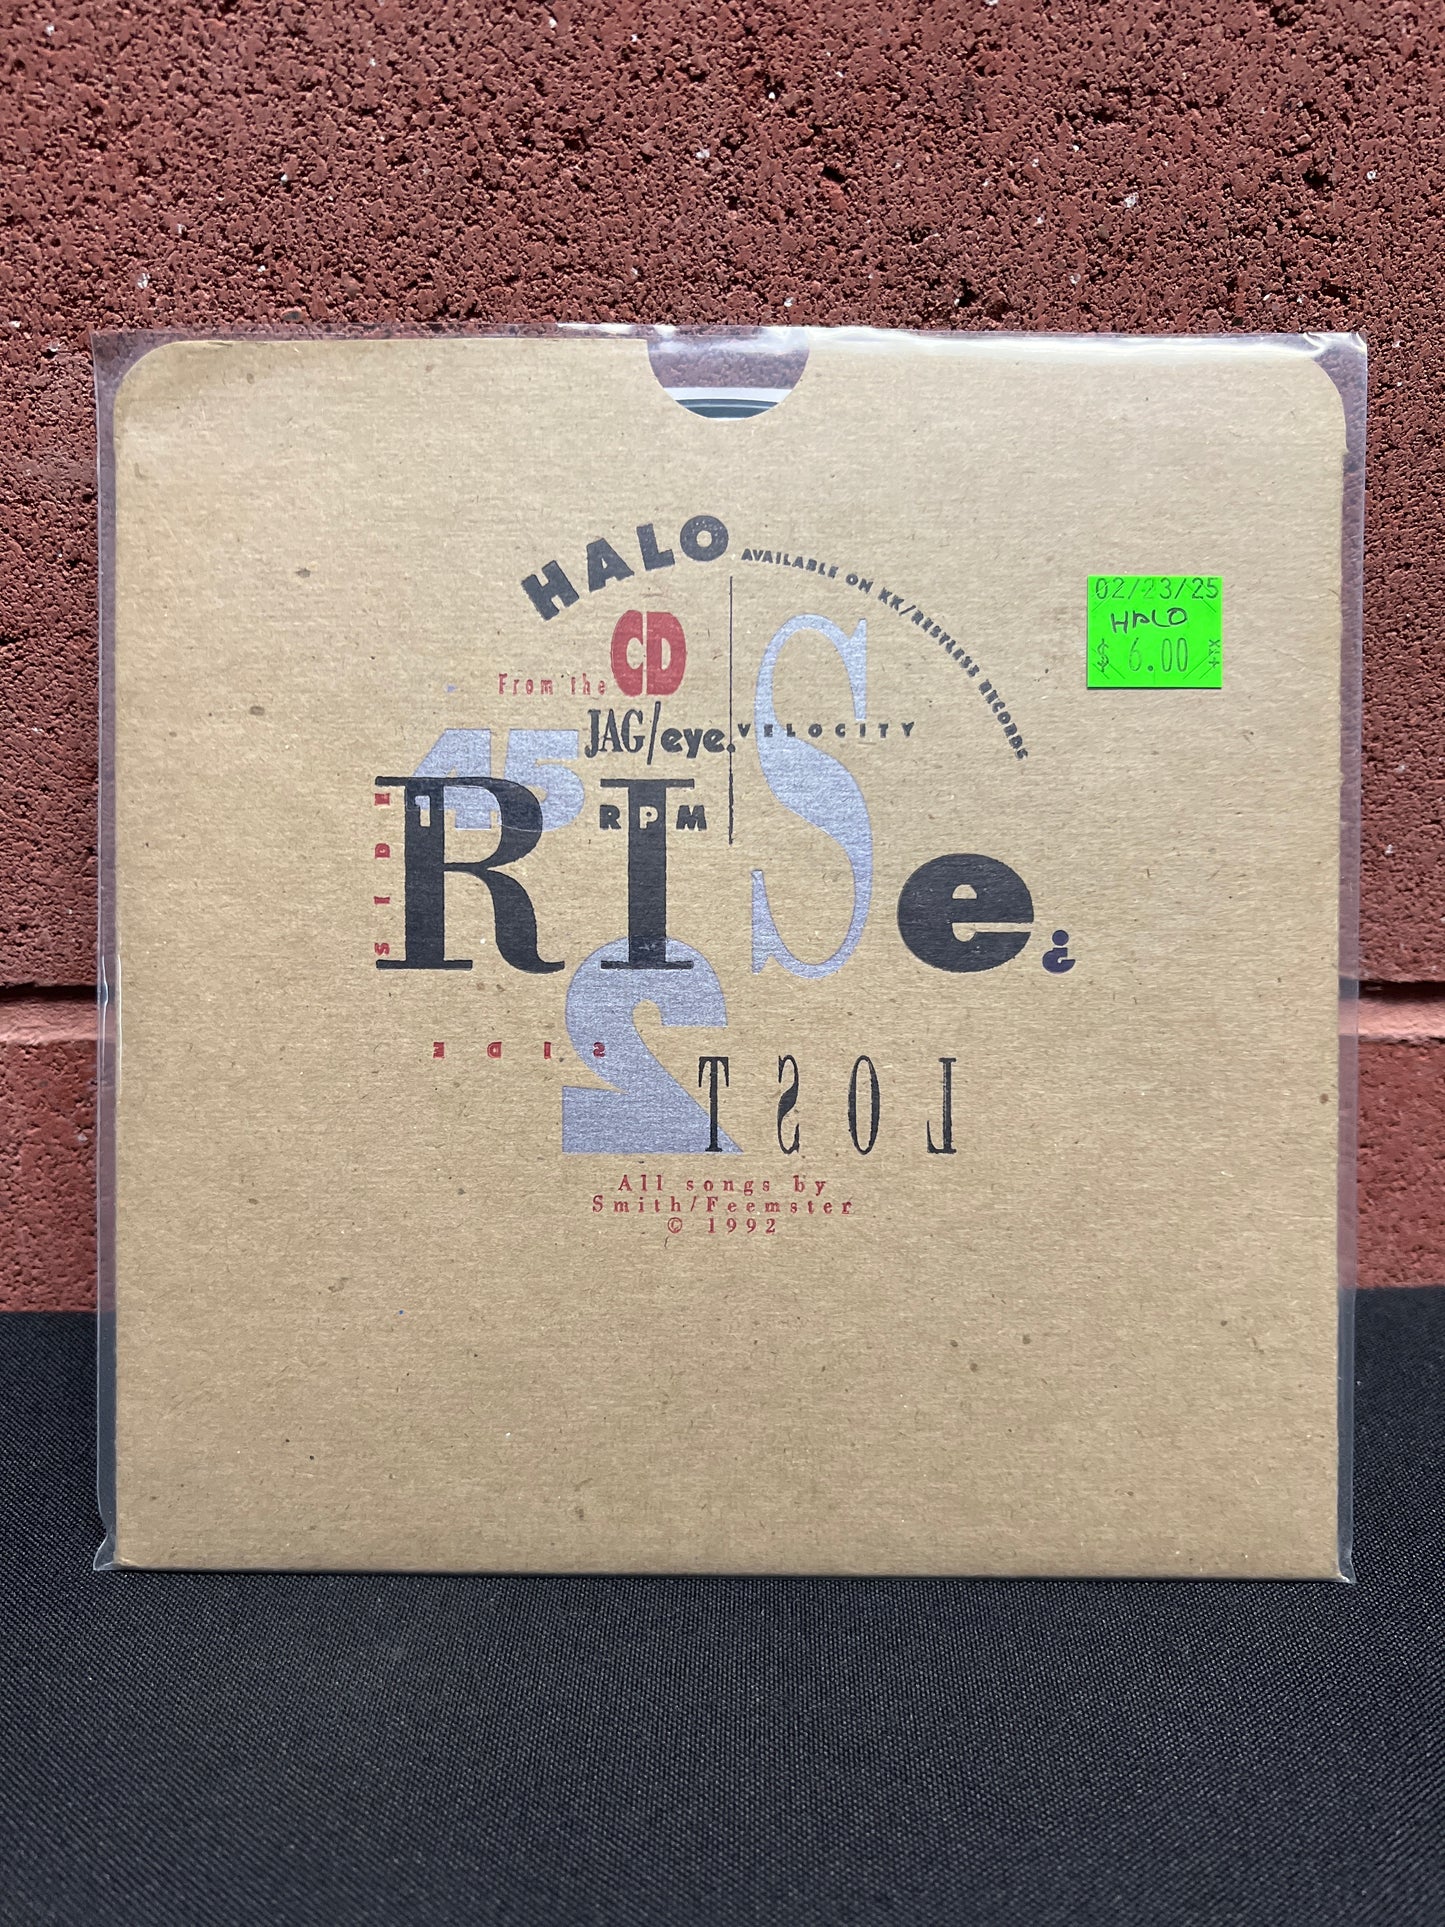 HALO AVAILABLE ON KK/RESTLESS RECORDS
02/23/25
HALO
$ 6.00 +TX
From the CD
JAG/eye. VELOCITY
45 RPM
SIDE 1
RISe.
?
SIDE 2
LOST
All songs by
Smith/Feemster
© 1992